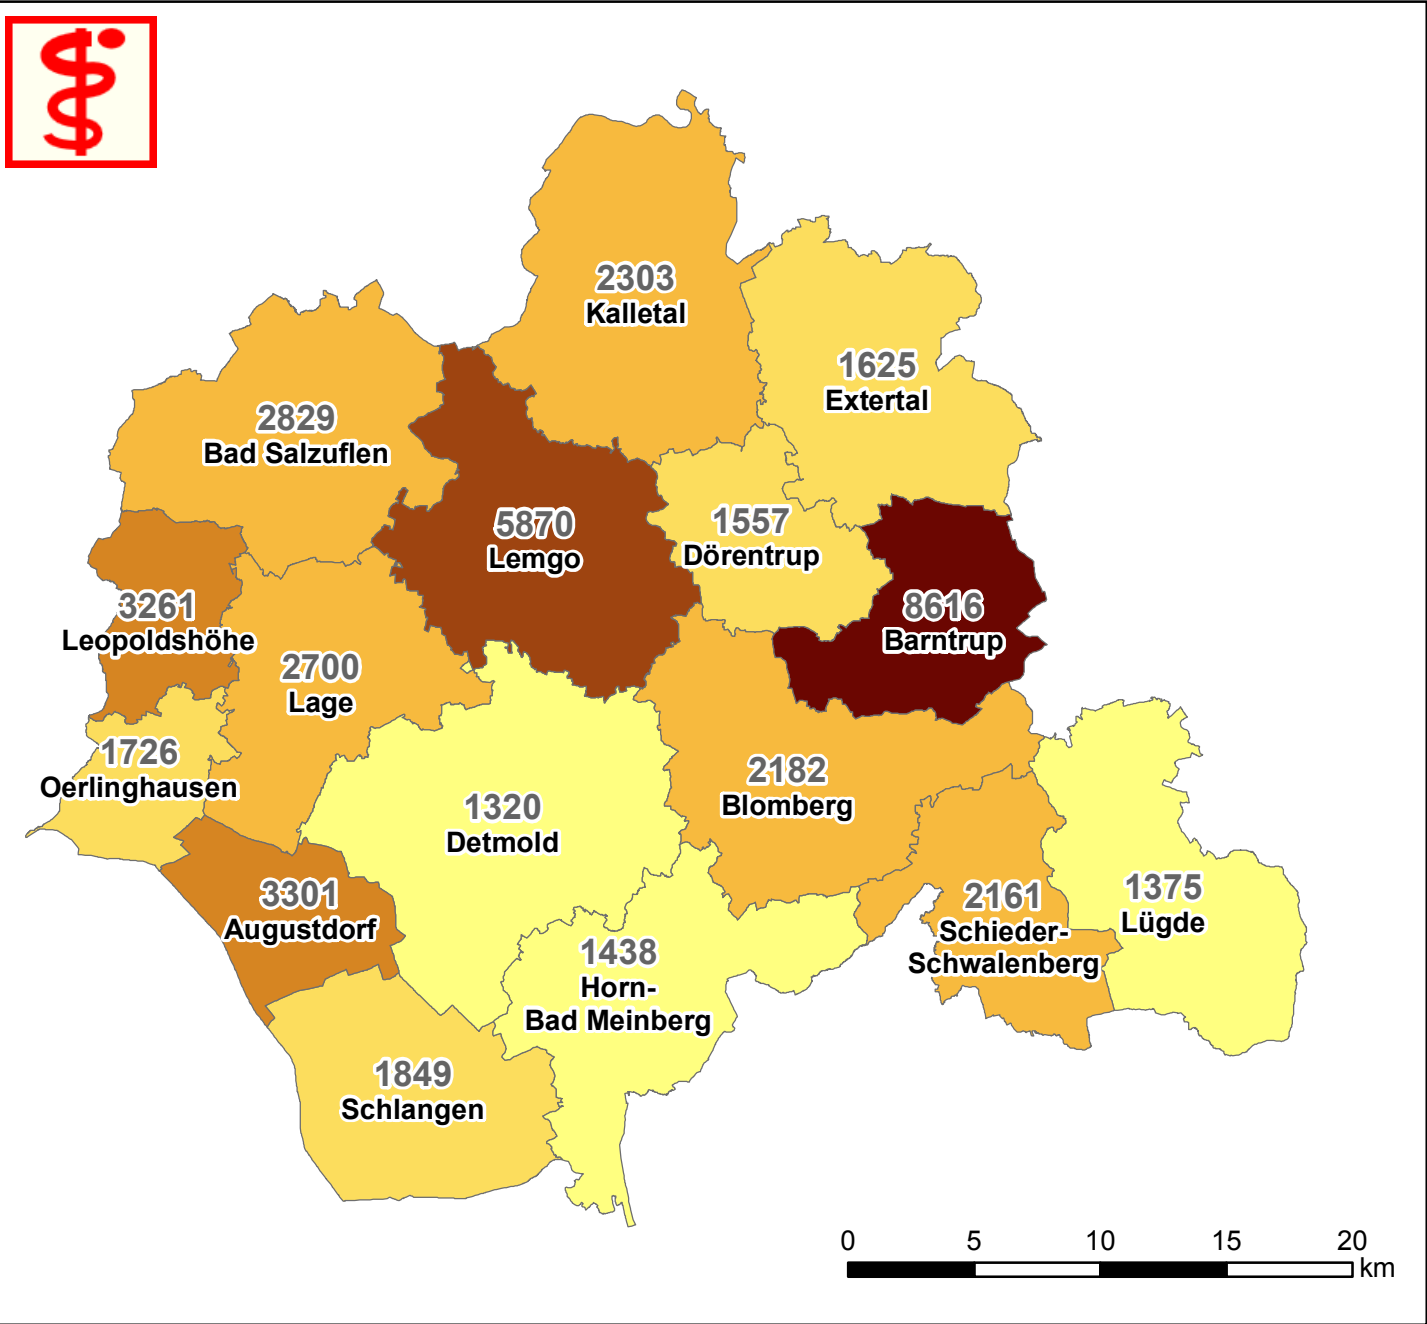 2303
Kalletal
1625
Extertal
2829
Bad Salzuflen
5870
Lemgo
1557
Dörentrup
8616
Barntrup
3261
Leopoldshöhe
2700
Lage
1726
Oerlinghausen
2182
Blomberg
1320
Detmold
3301
Augustdorf
2161
Schieder-
Schwalenberg
1375
Lügde
1438
Horn-
Bad Meinberg
1849
Schlangen
0 5 10 15 20
km